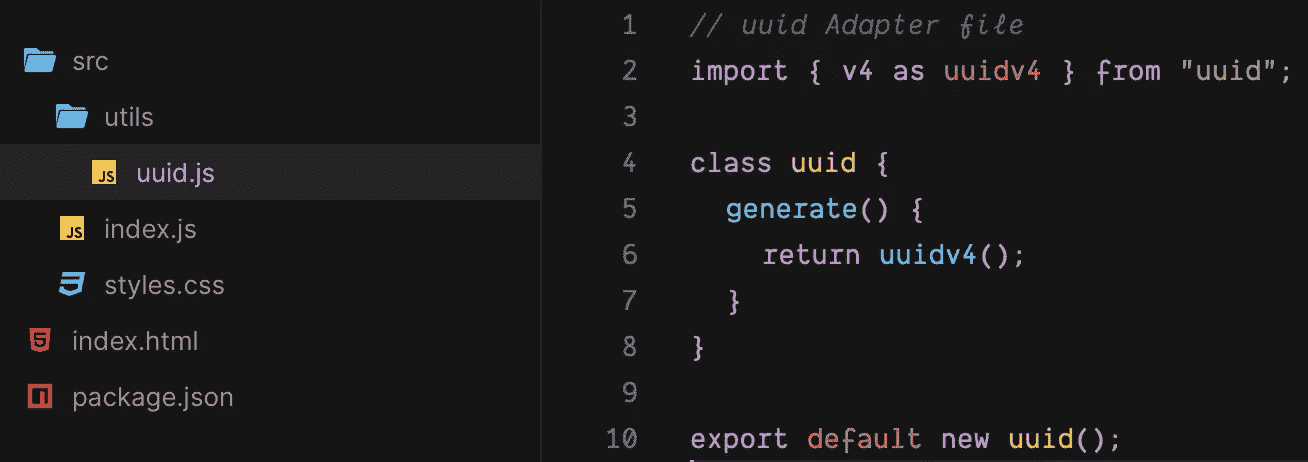 src
utils
JS uuid.js
JS index.js
styles.css
5 index.html
package.json
1 // uuid Adapter file
2 import { v4 as uuidv4 } from "uuid";
3
4 class uuid {
5 generate() {
6 return uuidv4();
7 }
8 }
9
10 export default new uuid();